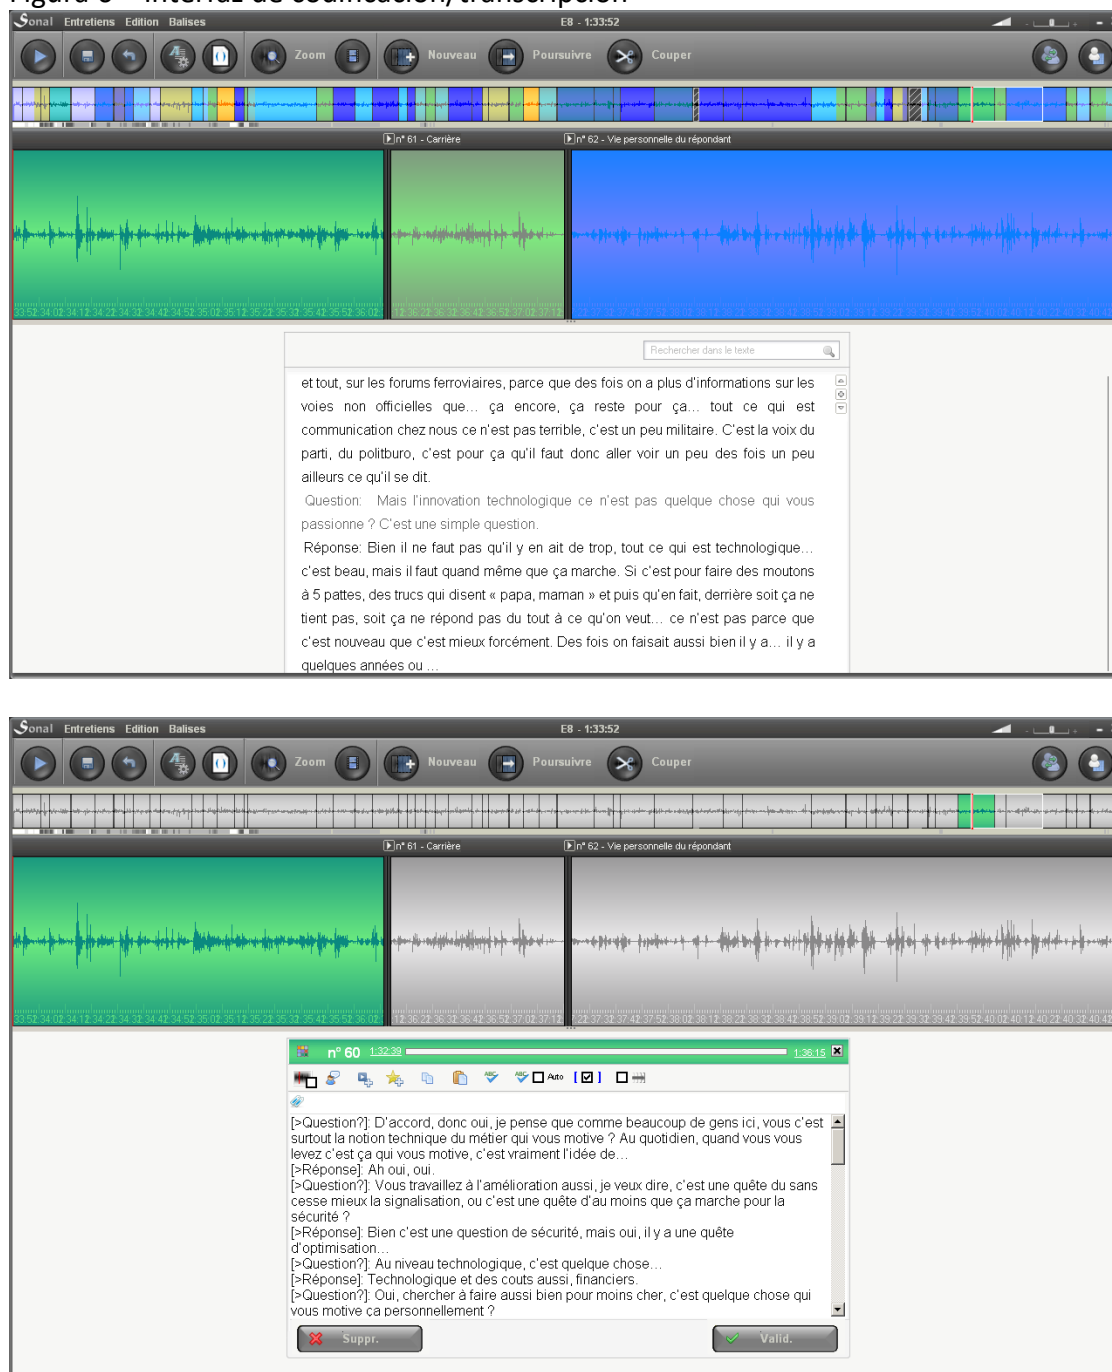 Figura 6 – Interfaz de codificación/transcripción
Sonal Entretiens Edition Balises E8 - 1:33:52
Zoom Nouveau Poursuivre Couper
n° 61 - Carrière n° 62 - Vie personnelle du répondant
Rechercher dans le texte
et tout, sur les forums ferroviaires, parce que des fois on a plus d'informations sur les
voies non officielles que... ça encore, ça reste pour ça... tout ce qui est
communication chez nous ce n'est pas terrible, c'est un peu militaire. C'est la voix du
parti, du politburo, c'est pour ça qu'il faut donc aller voir un peu des fois un peu
ailleurs ce qu'il se dit.
Question: Mais l'innovation technologique ce n'est pas quelque chose qui vous
passionne ? C'est une simple question.
Réponse: Bien il ne faut pas qu'il y en ait de trop, tout ce qui est technologique...
c'est beau, mais il faut quand même que ça marche. Si c'est pour faire des moutons
à 5 pattes, des trucs qui disent « papa, maman » et puis qu'en fait, derrière soit ça ne
tient pas, soit ça ne répond pas du tout à ce qu'on veut... ce n'est pas parce que
c'est nouveau que c'est mieux forcément. Des fois on faisait aussi bien il y a... il y a
quelques années ou ...
Sonal Entretiens Edition Balises E8 - 1:33:52
Zoom Nouveau Poursuivre Couper
n° 61 - Carrière n° 62 - Vie personnelle du répondant
n° 60 1:32:39 1:36:15
Auto
[>Question?]: D'accord, donc oui, je pense que comme beaucoup de gens ici, vous c'est
surtout la notion technique du métier qui vous motive ? Au quotidien, quand vous vous
levez c'est ça qui vous motive, c'est vraiment l'idée de...
[>Réponse]: Ah oui, oui.
[>Question?]: Vous travaillez à l'amélioration aussi, je veux dire, c'est une quête du sans
cesse mieux la signalisation, ou c'est une quête d'au moins que ça marche pour la
sécurité ?
[>Réponse]: Bien c'est une question de sécurité, mais oui, il y a une quête
d'optimisation...
[>Question?]: Au niveau technologique, c'est quelque chose...
[>Réponse]: Technologique et des couts aussi, financiers.
[>Question?]: Oui, chercher à faire aussi bien pour moins cher, c'est quelque chose qui
vous motive ça personnellement ?
Suppr. Valid.